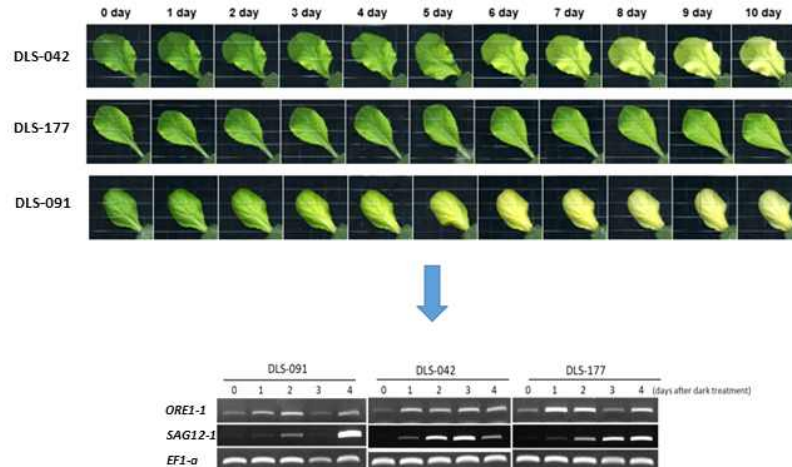 0 day 1 day 2 day 3 day 4 day 5 day 6 day 7 day 8 day 9 day 10 day
DLS-042
DLS-177
DLS-091
DLS-091 DLS-042 DLS-177
0 1 2 3 4 0 1 2 3 4 0 1 2 3 4 (days after dark treatment)
ORE1-1
SAG12-1
EF1-α